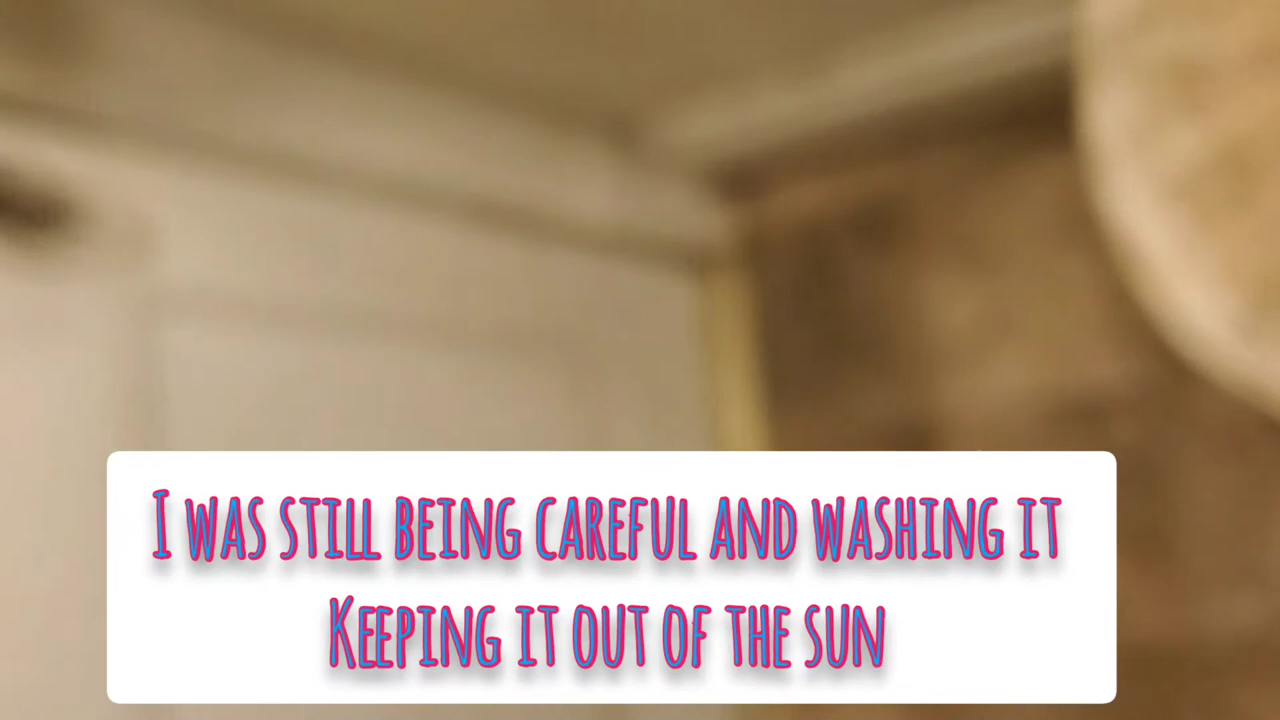 I was still being careful and washing it
Keeping it out of the sun